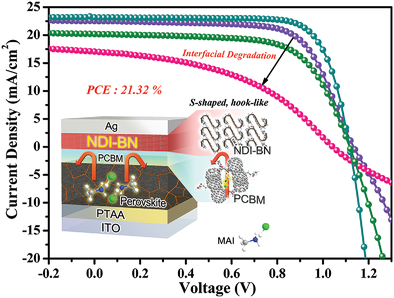 25
20
15
10
5
0
-5
-10
-15
-20
Current Density (mA/cm²)
-0.2
0.0
0.2
0.4
0.6
0.8
1.0
1.2
Voltage (V)
Interfacial Degradation
PCE : 21.32 %
S-shaped, hook-like
Ag
NDI-BN
PCBM
Perovskite
PTAA
ITO
NDI-BN
PCBM
MAI